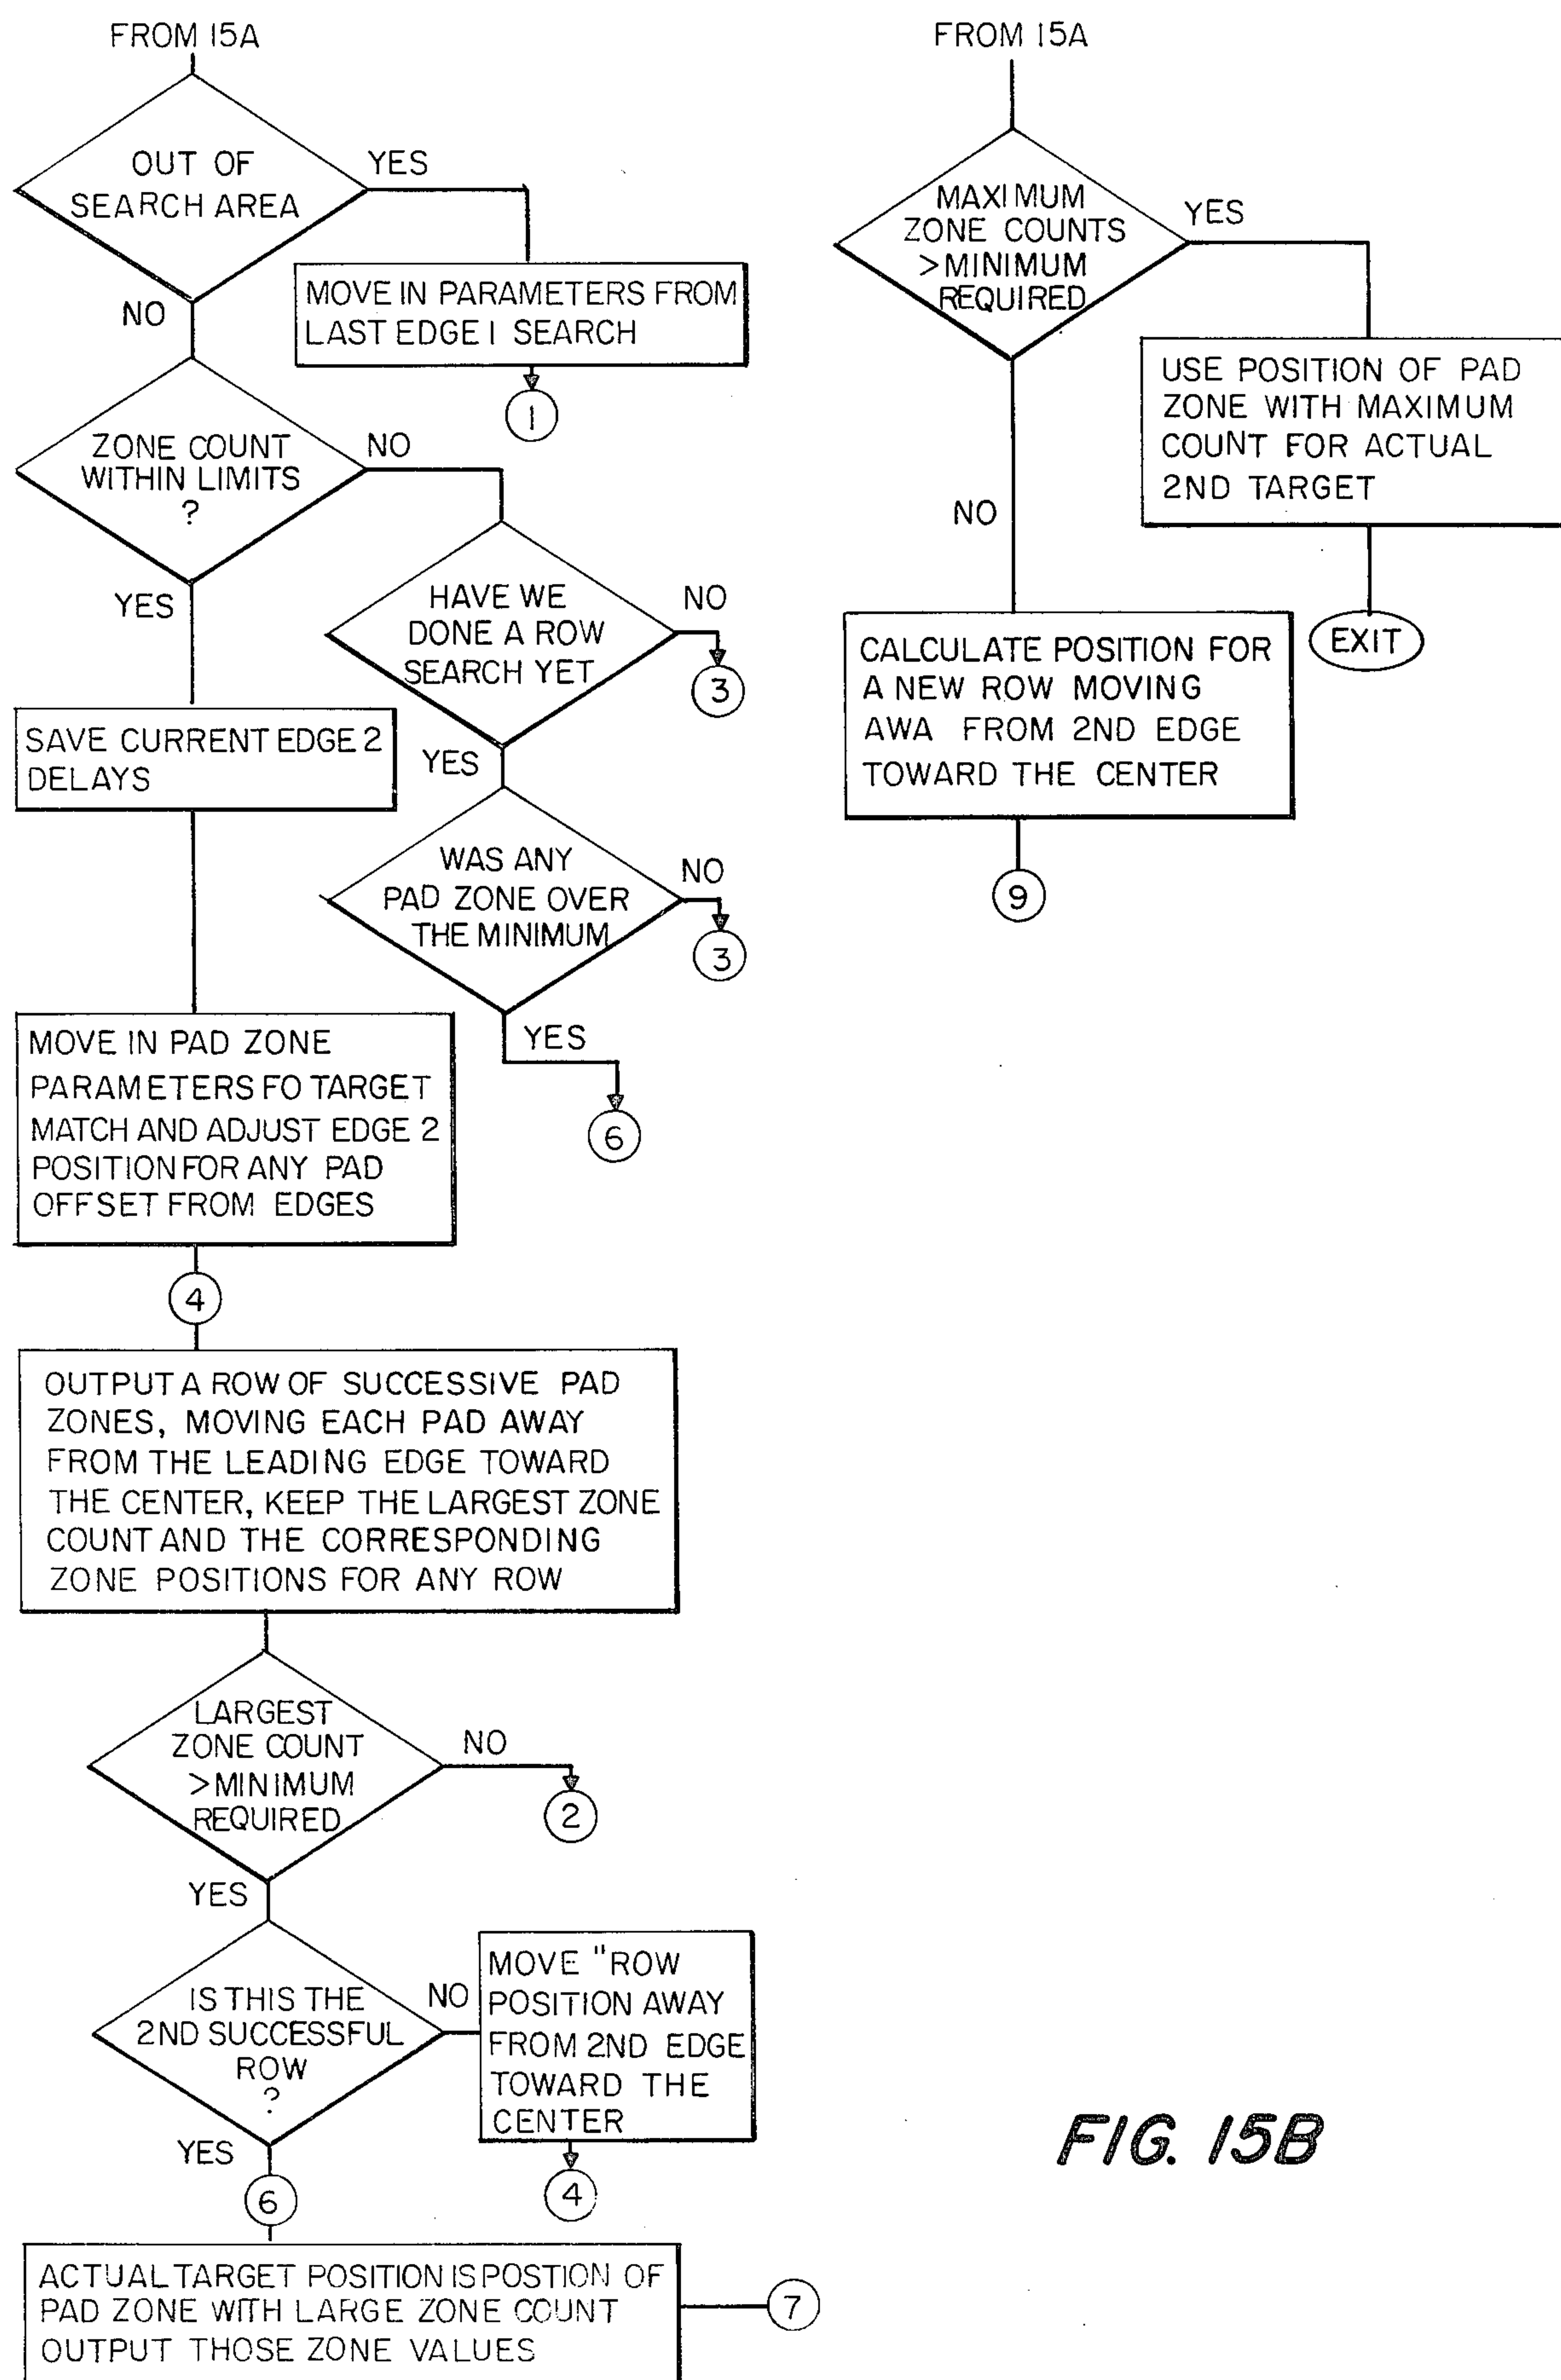 FROM 15A
OUT OF
SEARCH AREA
YES
NO
MOVE IN PARAMETERS FROM
LAST EDGE 1 SEARCH
1
ZONE COUNT
WITHIN LIMITS
?
NO
YES
HAVE WE
DONE A ROW
SEARCH YET
NO
3
YES
SAVE CURRENT EDGE 2
DELAYS
WAS ANY
PAD ZONE OVER
THE MINIMUM
NO
3
YES
6
MOVE IN PAD ZONE
PARAMETERS FO TARGET
MATCH AND ADJUST EDGE 2
POSITION FOR ANY PAD
OFFSET FROM EDGES
4
OUTPUT A ROW OF SUCCESSIVE PAD
ZONES, MOVING EACH PAD AWAY
FROM THE LEADING EDGE TOWARD
THE CENTER, KEEP THE LARGEST ZONE
COUNT AND THE CORRESPONDING
ZONE POSITIONS FOR ANY ROW
LARGEST
ZONE COUNT
>MINIMUM
REQUIRED
NO
2
YES
IS THIS THE
2ND SUCCESSFUL
ROW
?
NO
MOVE "ROW
POSITION AWAY
FROM 2ND EDGE
TOWARD THE
CENTER
4
YES
6
ACTUAL TARGET POSITION IS POSTION OF
PAD ZONE WITH LARGE ZONE COUNT
OUTPUT THOSE ZONE VALUES
7
FROM 15A
MAXIMUM
ZONE COUNTS
>MINIMUM
REQUIRED
YES
USE POSITION OF PAD
ZONE WITH MAXIMUM
COUNT FOR ACTUAL
2ND TARGET
EXIT
NO
CALCULATE POSITION FOR
A NEW ROW MOVING
AWA FROM 2ND EDGE
TOWARD THE CENTER
9
FIG. 15B